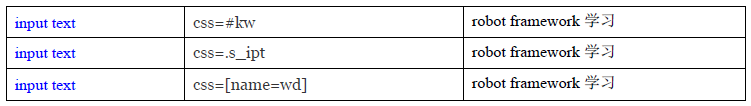 input text css=#kw robot framework 学习
input text css=.s_ipt robot framework 学习
input text css=[name=wd] robot framework 学习